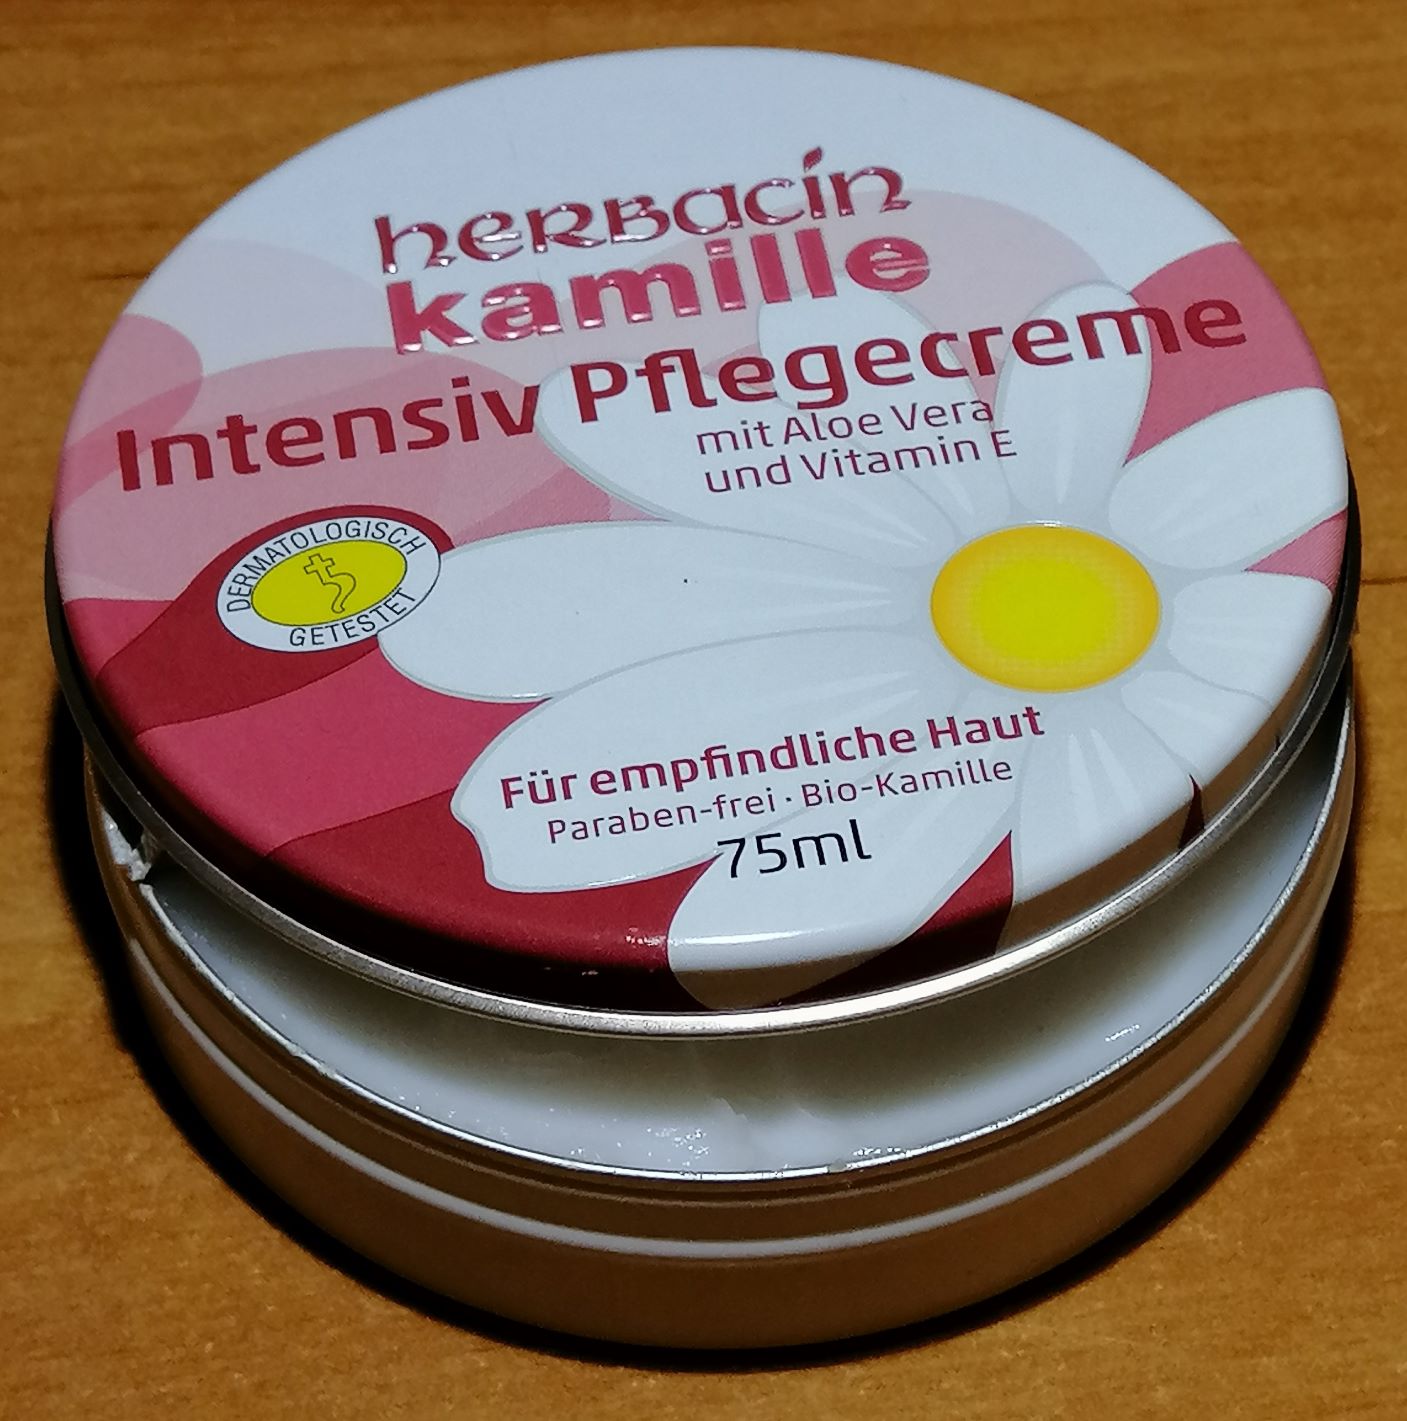 herbacin
kamille
Intensiv Pflegecreme
mit Aloe Vera
und Vitamin E
DERMATOLOGISCH
GETESTET
Für empfindliche Haut
Paraben-frei · Bio-Kamille
75ml